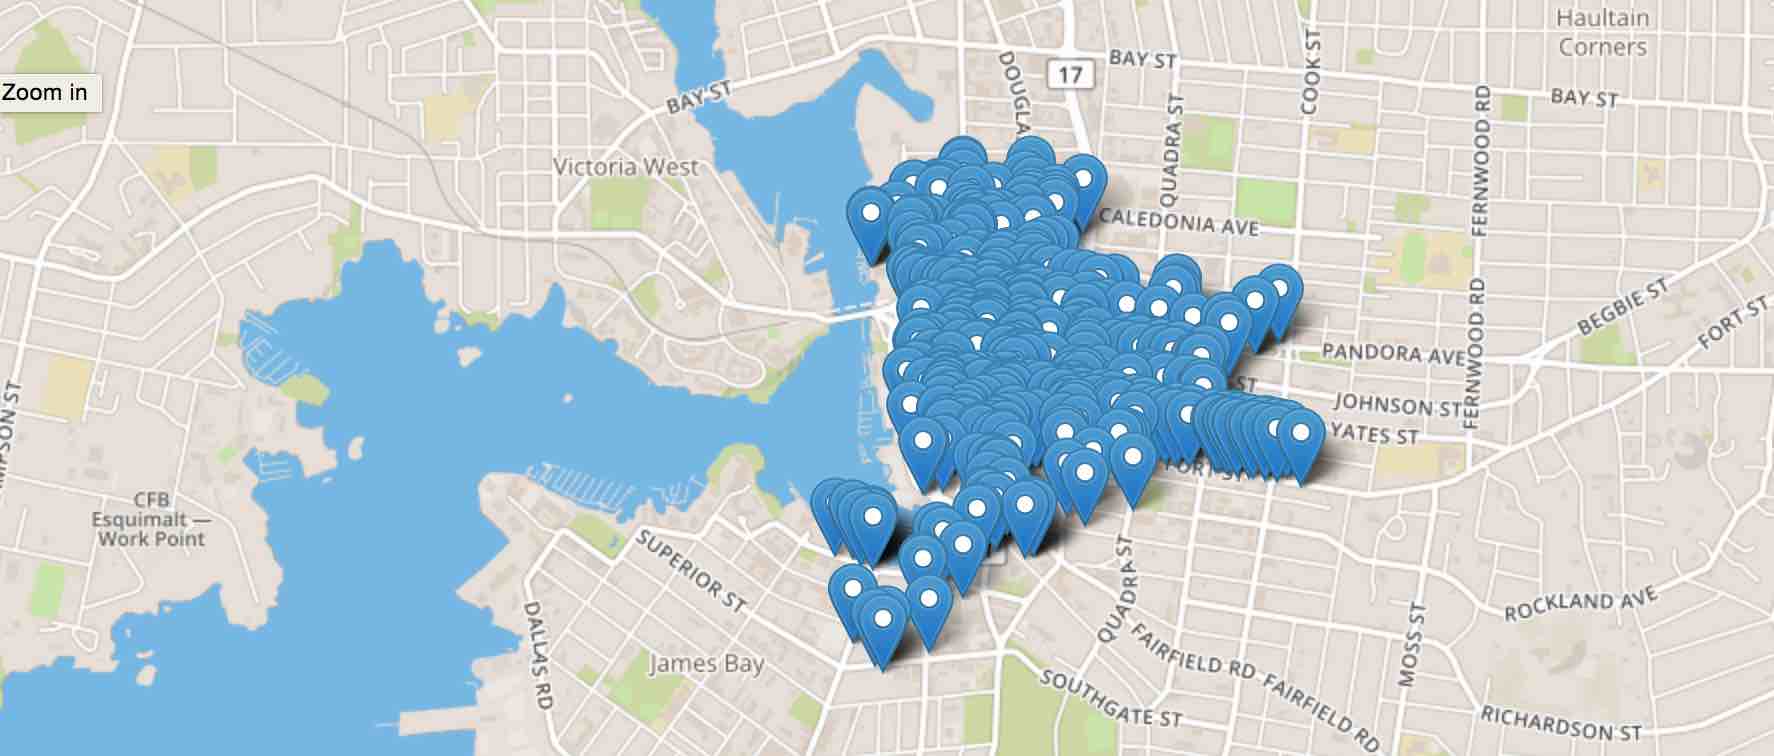 Haultain
Corners
BAY ST
17
COOK ST
BAY ST
BAY ST
Zoom in
QUADRA ST
FERNWOOD RD
Victoria West
CALEDONIA AVE
BEGBIE ST
FORT ST
FERNWOOD RD
PANDORA AVE
ST
JOHNSON ST
YATES ST
FORT ST
CFB
Esquimalt —
Work Point
SUPERIOR ST
QUADRA ST
ROCKLAND AVE
DALLAS RD
MOSS ST
James Bay
FAIRFIELD RD
FAIRFIELD RD
SOUTHGATE ST
RICHARDSON ST